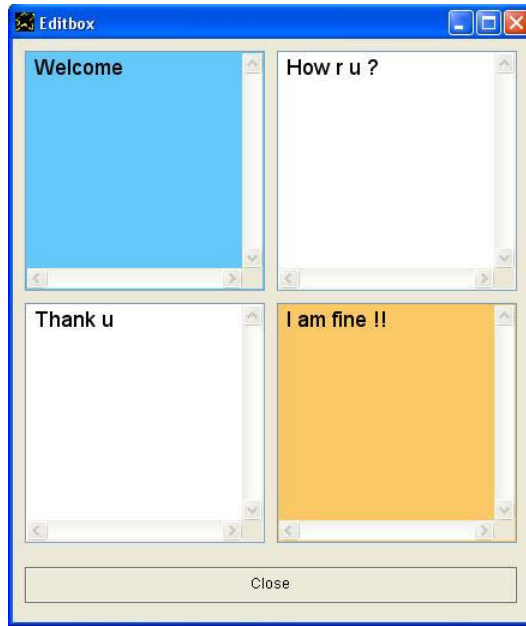 Editbox
Welcome
How r u ?
Thank u
I am fine !!
Close